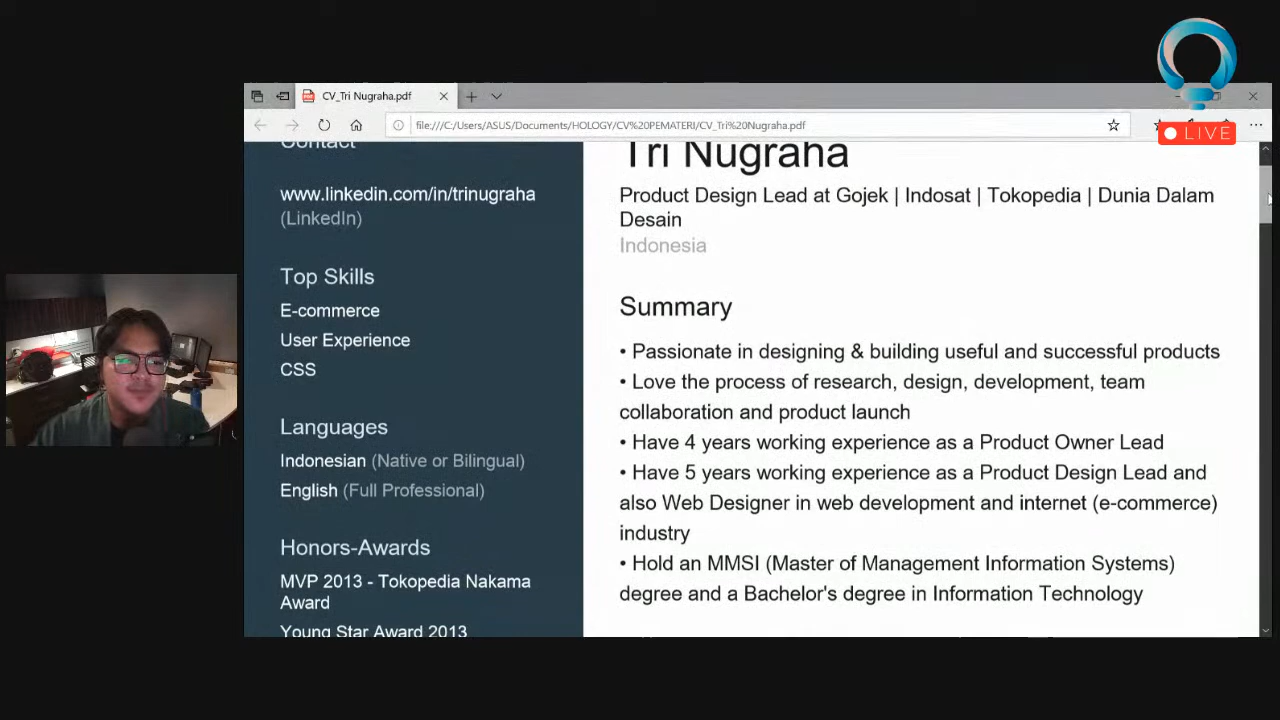 LIVE
CV_Tri Nugraha.pdf
file:///C:/Users/ASUS/Documents/HOLOGY/CV%20PEMATERI/CV_Tri%20Nugraha.pdf
Contact
www.linkedin.com/in/trinugraha
(LinkedIn)
Top Skills
E-commerce
User Experience
CSS
Languages
Indonesian (Native or Bilingual)
English (Full Professional)
Honors-Awards
MVP 2013 - Tokopedia Nakama
Award
Young Star Award 2013
Tri Nugraha
Product Design Lead at Gojek | Indosat | Tokopedia | Dunia Dalam
Desain
Indonesia
Summary
• Passionate in designing & building useful and successful products
• Love the process of research, design, development, team
collaboration and product launch
• Have 4 years working experience as a Product Owner Lead
• Have 5 years working experience as a Product Design Lead and
also Web Designer in web development and internet (e-commerce)
industry
• Hold an MMSI (Master of Management Information Systems)
degree and a Bachelor's degree in Information Technology